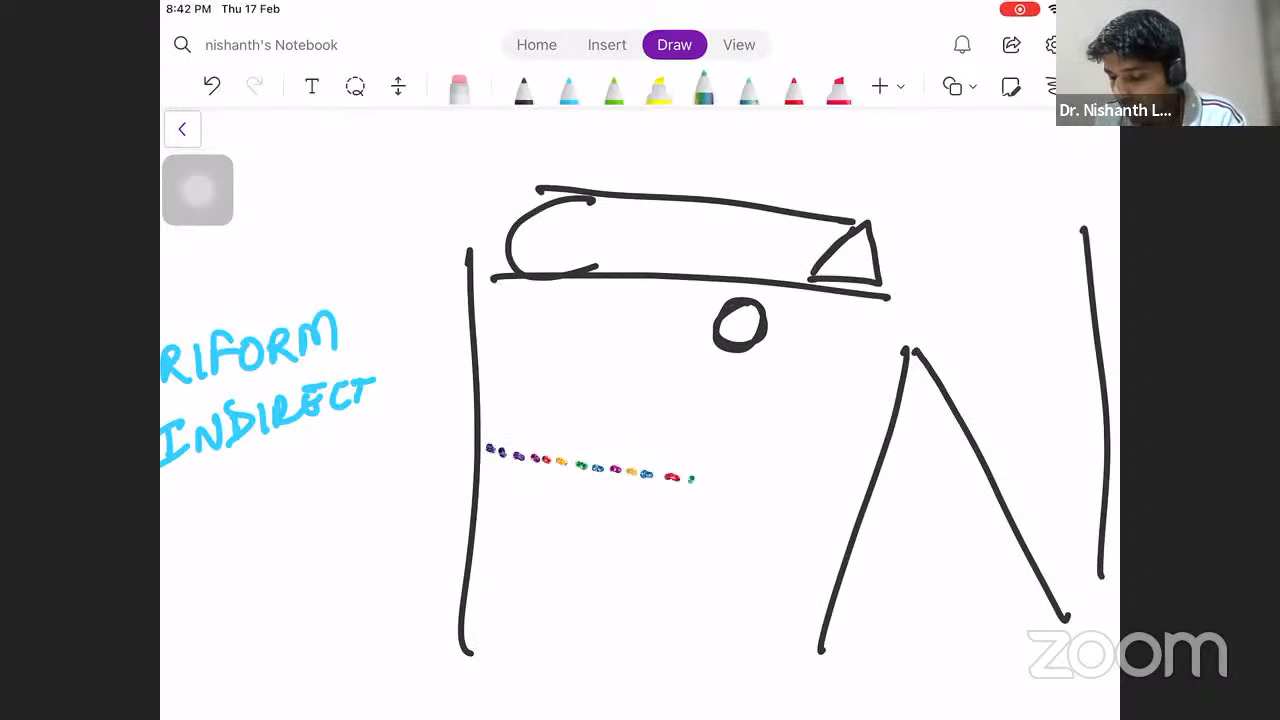 8:42 PM Thu 17 Feb
nishanth's Notebook
Home Insert Draw View
Dr. Nishanth L...
RIFORM
INDIRECT
zoom